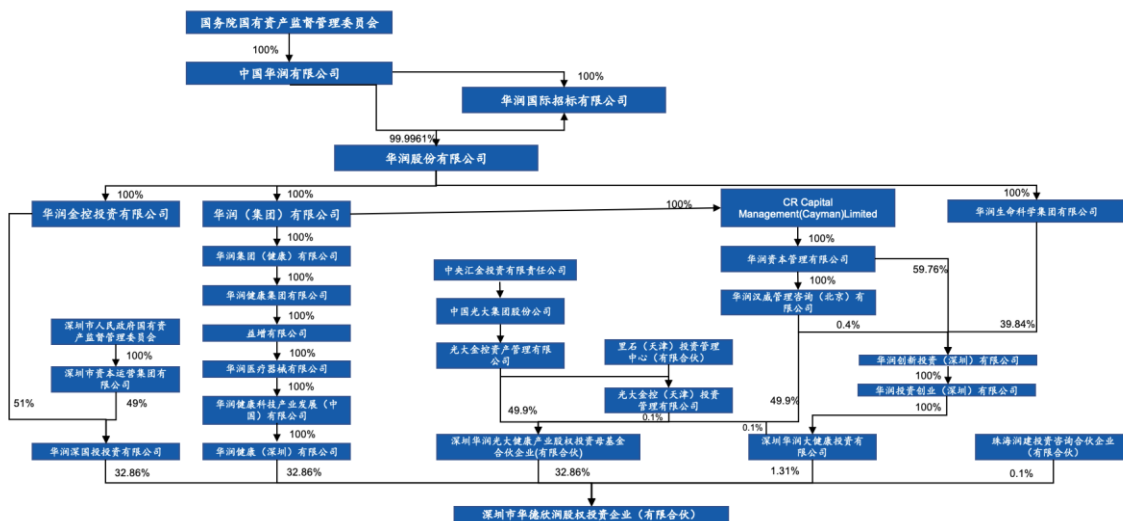 国务院国有资产监督管理委员会
100%
中国华润有限公司
100%
华润国际招标有限公司
99.9961%
华润股份有限公司
100%
100%
100%
华润金控投资有限公司
华润（集团）有限公司
100%
CR Capital
Management(Cayman)Limited
华润生命科学集团有限公司
100%
100%
华润集团（健康）有限公司
华润资本管理有限公司
59.76%
中央汇金投资有限责任公司
100%
100%
华润健康集团有限公司
华润汉威管理咨询（北京）有
限公司
中国光大集团股份公司
100%
0.4%
39.84%
深圳市人民政府国有资
产监督管理委员会
益增有限公司
光大金控资产管理有限
公司
里石（天津）投资管理
中心（有限合伙）
100%
100%
华润创新投资（深圳）有限公司
深圳市资本运营集团有
限公司
华润医疗器械有限公司
100%
100%
华润投资创业（深圳）有限公司
51%
49%
华润健康科技产业发展（中
国）有限公司
光大金控（天津）投资
管理有限公司
49.9%
100%
49.9%
0.1%
100%
0.1%
华润深国投投资有限公司
华润健康（深圳）有限公司
深圳华润光大健康产业股权投资母基金
合伙企业(有限合伙)
深圳华润大健康投资有
限公司
珠海润建投资咨询合伙企业
（有限合伙）
32.86%
32.86%
32.86%
1.31%
0.1%
深圳市华德欣润股权投资企业（有限合伙）